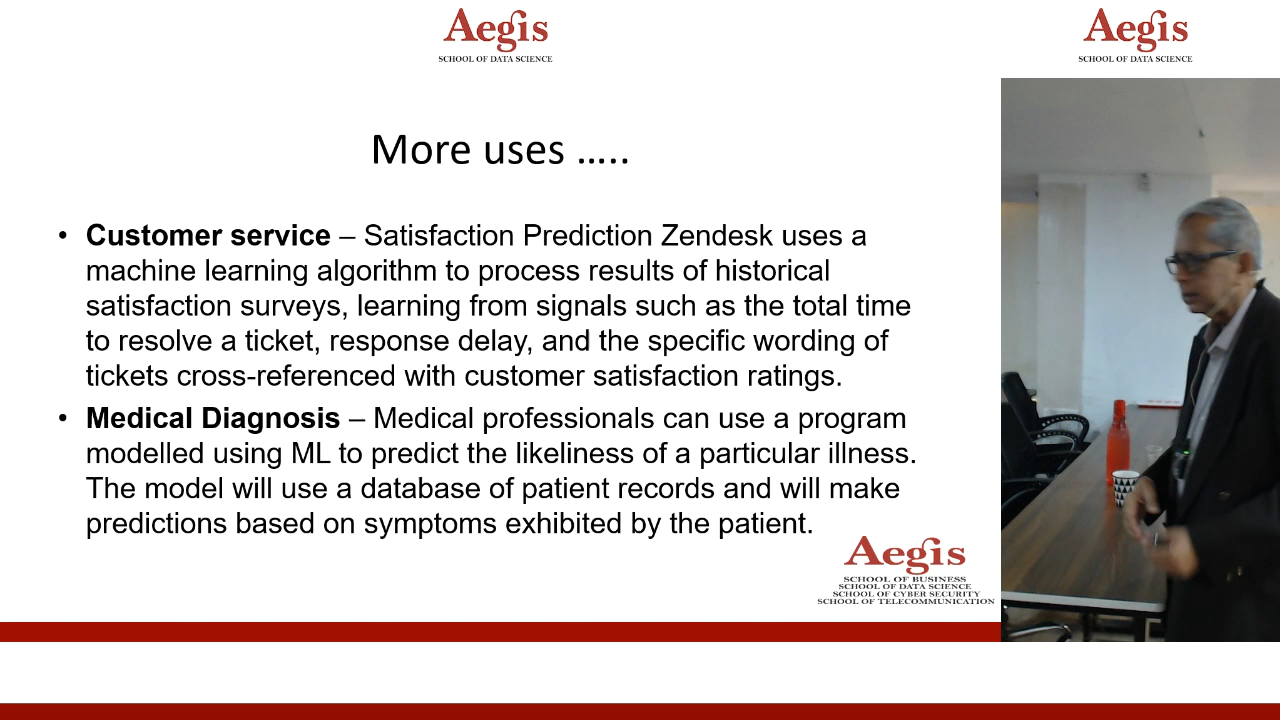 Aegis
SCHOOL OF DATA SCIENCE
Aegis
SCHOOL OF DATA SCIENCE
More uses …..
• Customer service – Satisfaction Prediction Zendesk uses a
machine learning algorithm to process results of historical
satisfaction surveys, learning from signals such as the total time
to resolve a ticket, response delay, and the specific wording of
tickets cross-referenced with customer satisfaction ratings.
• Medical Diagnosis – Medical professionals can use a program
modelled using ML to predict the likeliness of a particular illness.
The model will use a database of patient records and will make
predictions based on symptoms exhibited by the patient.
Aegis
SCHOOL OF BUSINESS
SCHOOL OF DATA SCIENCE
SCHOOL OF CYBER SECURITY
SCHOOL OF TELECOMMUNICATION